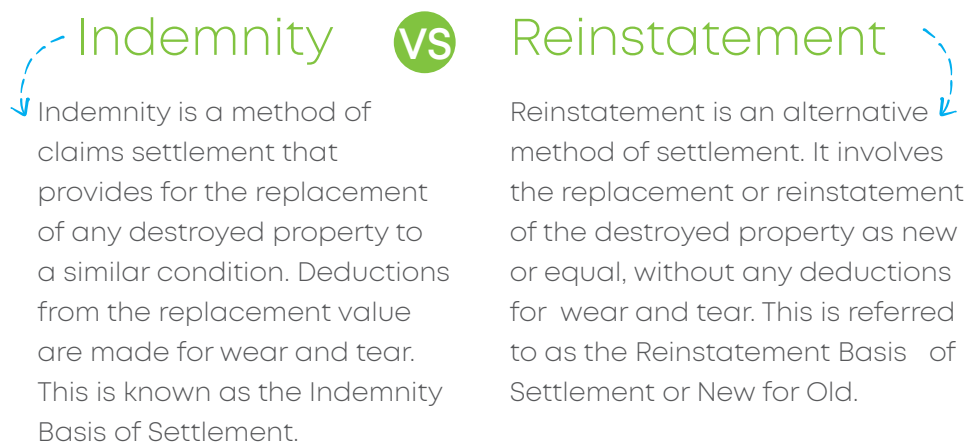 Indemnity VS Reinstatement
Indemnity is a method of
claims settlement that
provides for the replacement
of any destroyed property to
a similar condition. Deductions
from the replacement value
are made for wear and tear.
This is known as the Indemnity
Basis of Settlement.
Reinstatement is an alternative
method of settlement. It involves
the replacement or reinstatement
of the destroyed property as new
or equal, without any deductions
for wear and tear. This is referred
to as the Reinstatement Basis of
Settlement or New for Old.